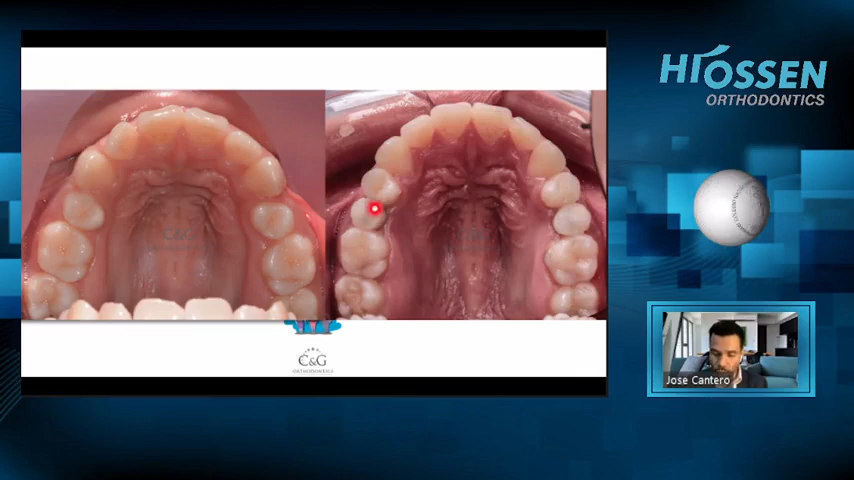 HIOSSEN
ORTHODONTICS
C&G
C&G
C&G
ORTHODONTICS
Jose Cantero